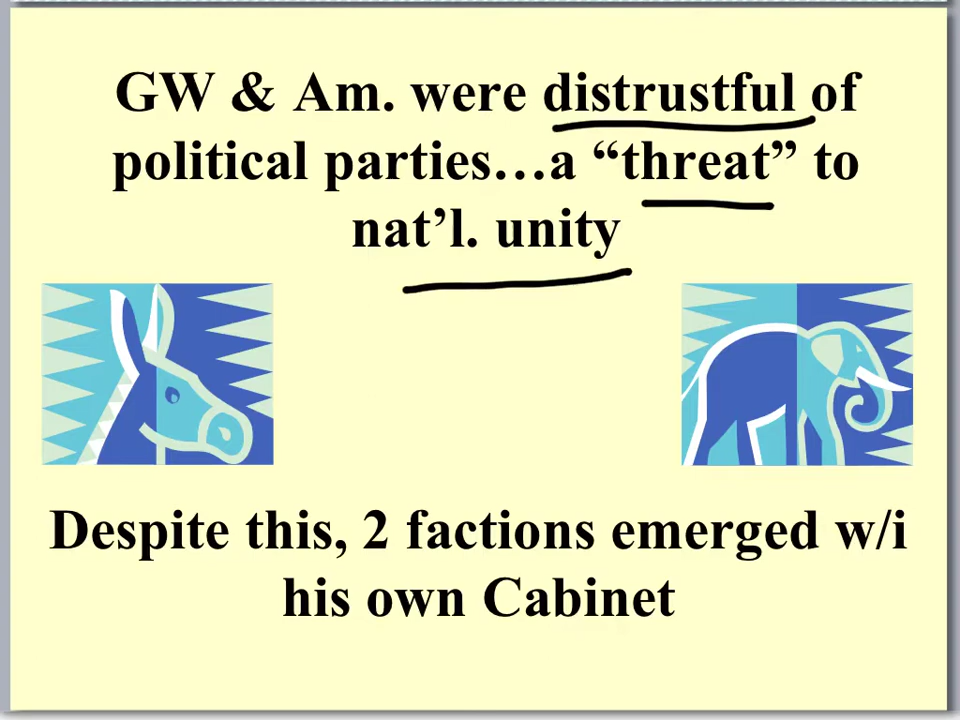 GW & Am. were distrustful of
political parties…a “threat” to
nat’l. unity
Despite this, 2 factions emerged w/i
his own Cabinet